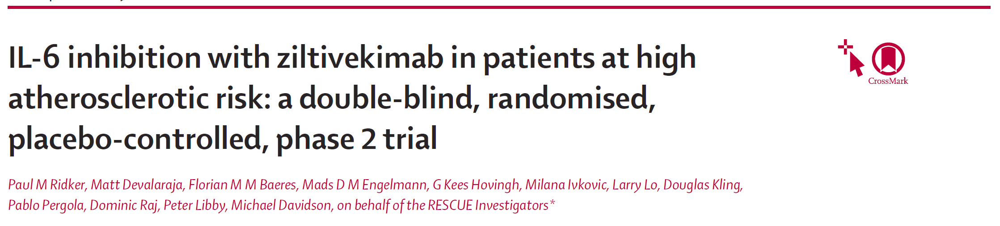 IL-6 inhibition with ziltivekimab in patients at high
atherosclerotic risk: a double-blind, randomised,
placebo-controlled, phase 2 trial
CrossMark
Paul M Ridker, Matt Devalaraja, Florian M M Baeres, Mads D M Engelmann, G Kees Hovingh, Milana Ivkovic, Larry Lo, Douglas Kling,
Pablo Pergola, Dominic Raj, Peter Libby, Michael Davidson, on behalf of the RESCUE Investigators*